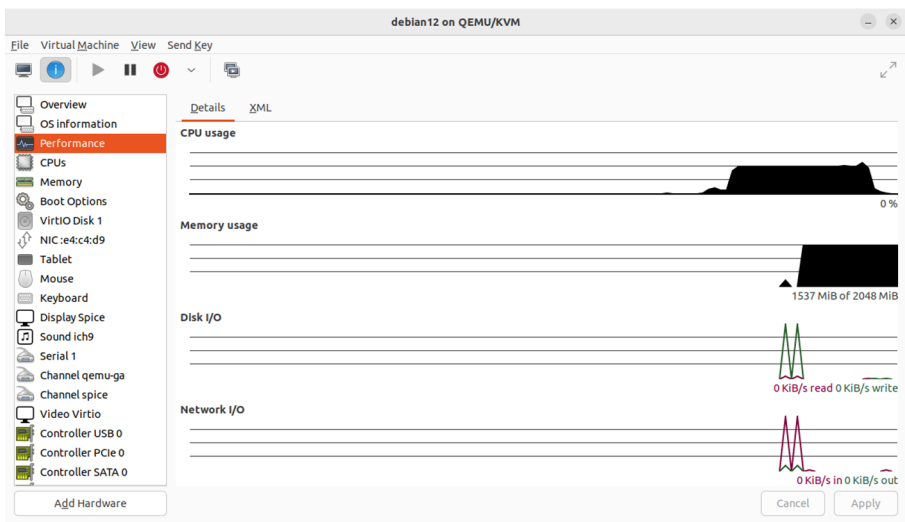 debian12 on QEMU/KVM
File Virtual Machine View Send Key
Overview
OS information
Performance
CPUs
Memory
Boot Options
VirtIO Disk 1
NIC :e4:c4:d9
Tablet
Mouse
Keyboard
Display Spice
Sound ich9
Serial 1
Channel qemu-ga
Channel spice
Video Virtio
Controller USB 0
Controller PCIe 0
Controller SATA 0
Add Hardware
Details XML
CPU usage
0 %
Memory usage
1537 MiB of 2048 MiB
Disk I/O
0 KiB/s read 0 KiB/s write
Network I/O
0 KiB/s in 0 KiB/s out
Cancel Apply